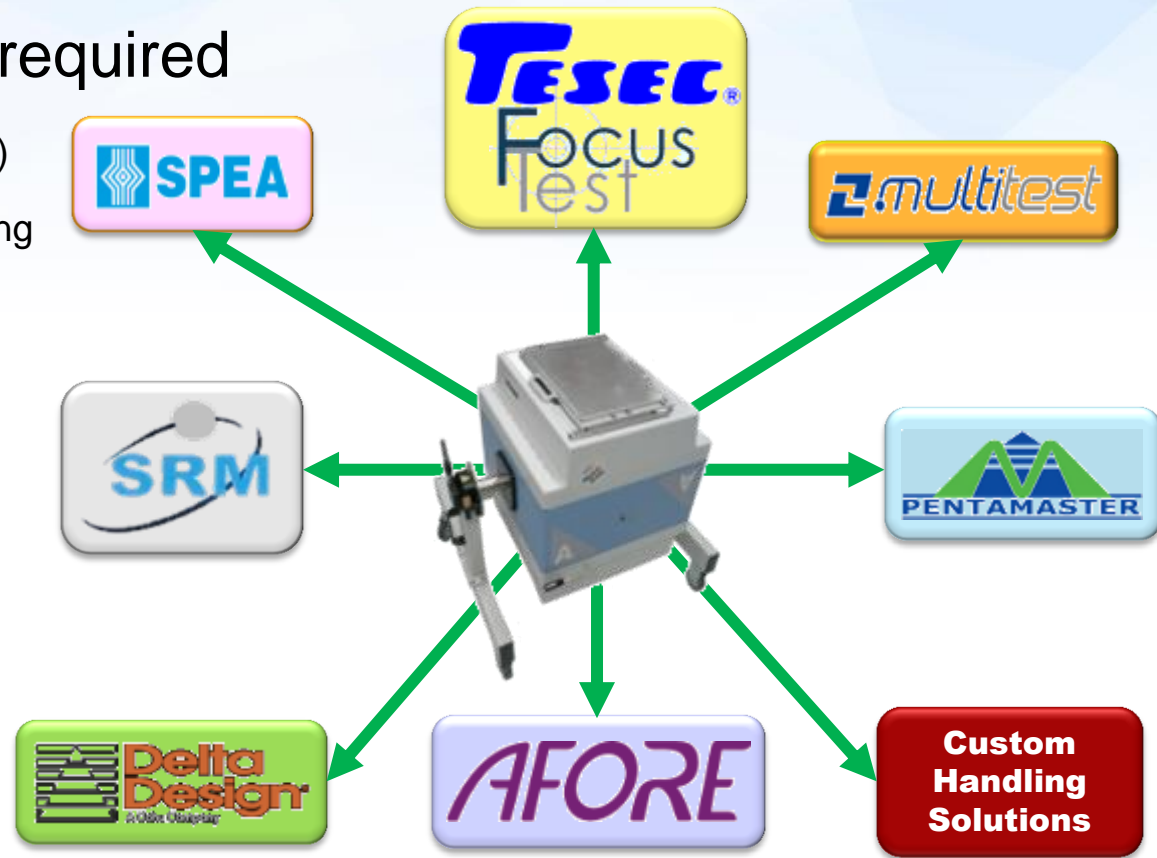 required
)
ng
TESEC®
Focus
Test
SPEA
multitest
SRM
PENTAMASTER
Delta
Design
AFORE
Custom
Handling
Solutions